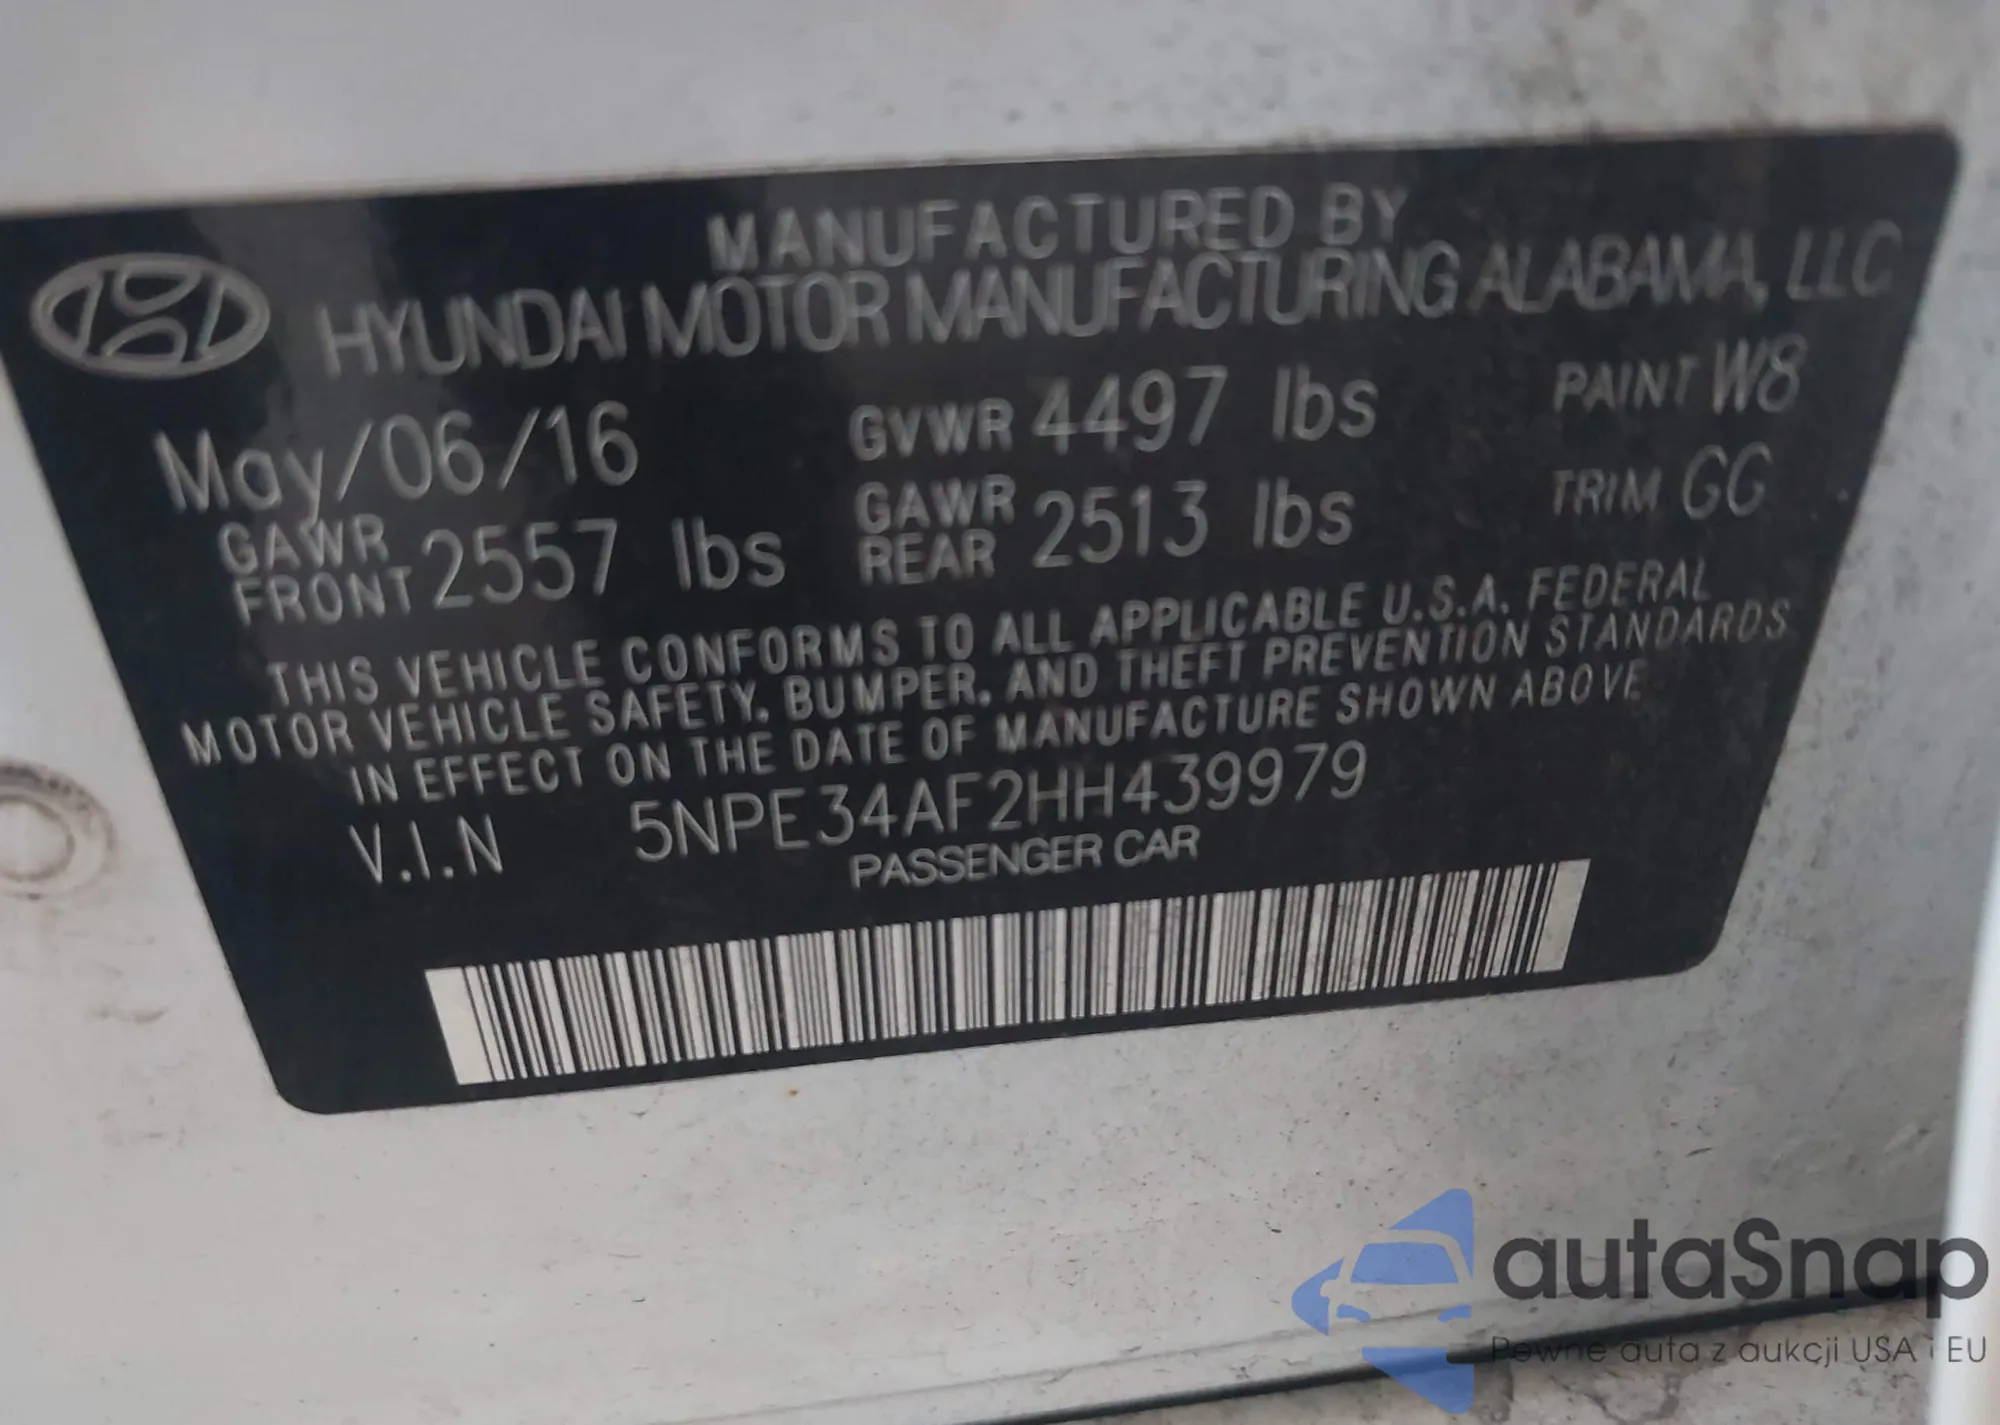 MANUFACTURED BY
HYUNDAI MOTOR MANUFACTURING ALABAMA, LLC
May/06/16 GVWR 4497 lbs PAINT W8
GAWR FRONT 2557 lbs GAWR REAR 2513 lbs TRIM GG
THIS VEHICLE CONFORMS TO ALL APPLICABLE U.S.A. FEDERAL
MOTOR VEHICLE SAFETY, BUMPER, AND THEFT PREVENTION STANDARDS
IN EFFECT ON THE DATE OF MANUFACTURE SHOWN ABOVE
V.I.N 5NPE34AF2HH439979
PASSENGER CAR
autaSnap
Pewne auta z aukcji USA i EU